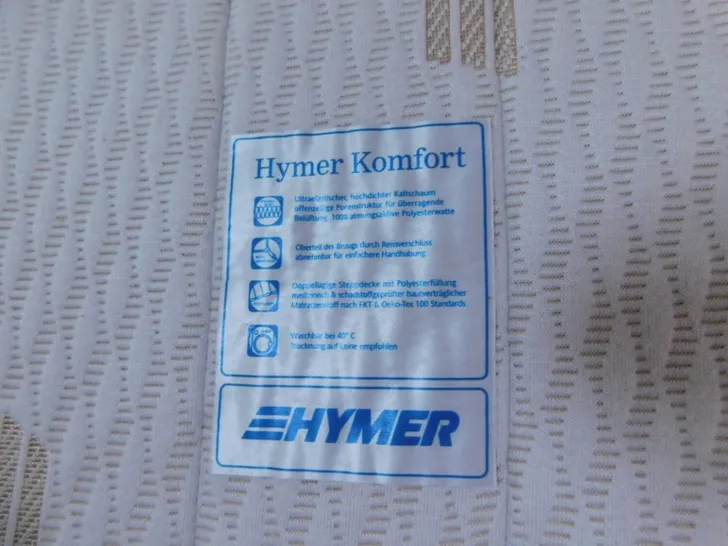 Hymer Komfort
Ultraelastischer, hochdichter Kaltschaum
offenzellige Porenstruktur für überragende
Belüftung, 100% atmungsaktive Polyesterwatte
Oberteil des Bezugs durch Reissverschluss
abnehmbar für einfachere Handhabung
Doppellagige Steppdecke mit Polyesterfüllung
medizinisch & schadstoffgeprüfter hautverträglicher
Matratzenstoff nach FKT & Oeko-Tex 100 Standards
Waschbar bei 40° C
Trocknung auf Leine empfohlen
HYMER